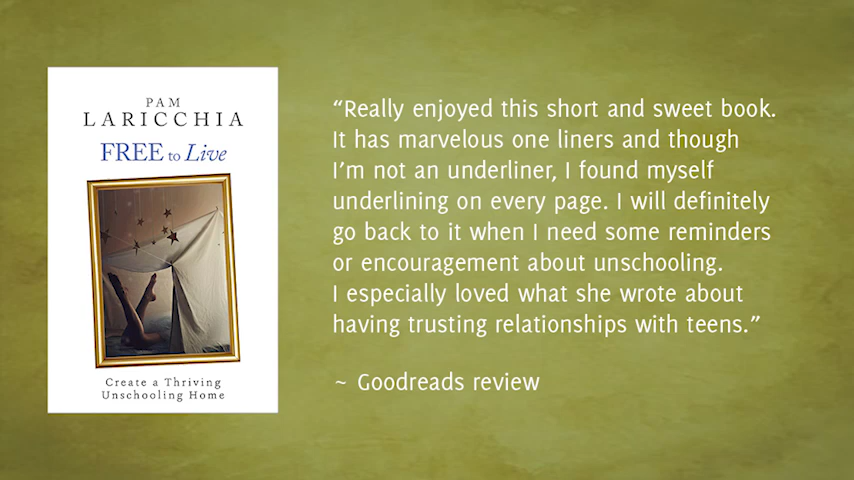 PAM
LARICCHIA
FREE to Live
Create a Thriving
Unschooling Home
“Really enjoyed this short and sweet book.
It has marvelous one liners and though
I’m not an underliner, I found myself
underlining on every page. I will definitely
go back to it when I need some reminders
or encouragement about unschooling.
I especially loved what she wrote about
having trusting relationships with teens.”
~ Goodreads review